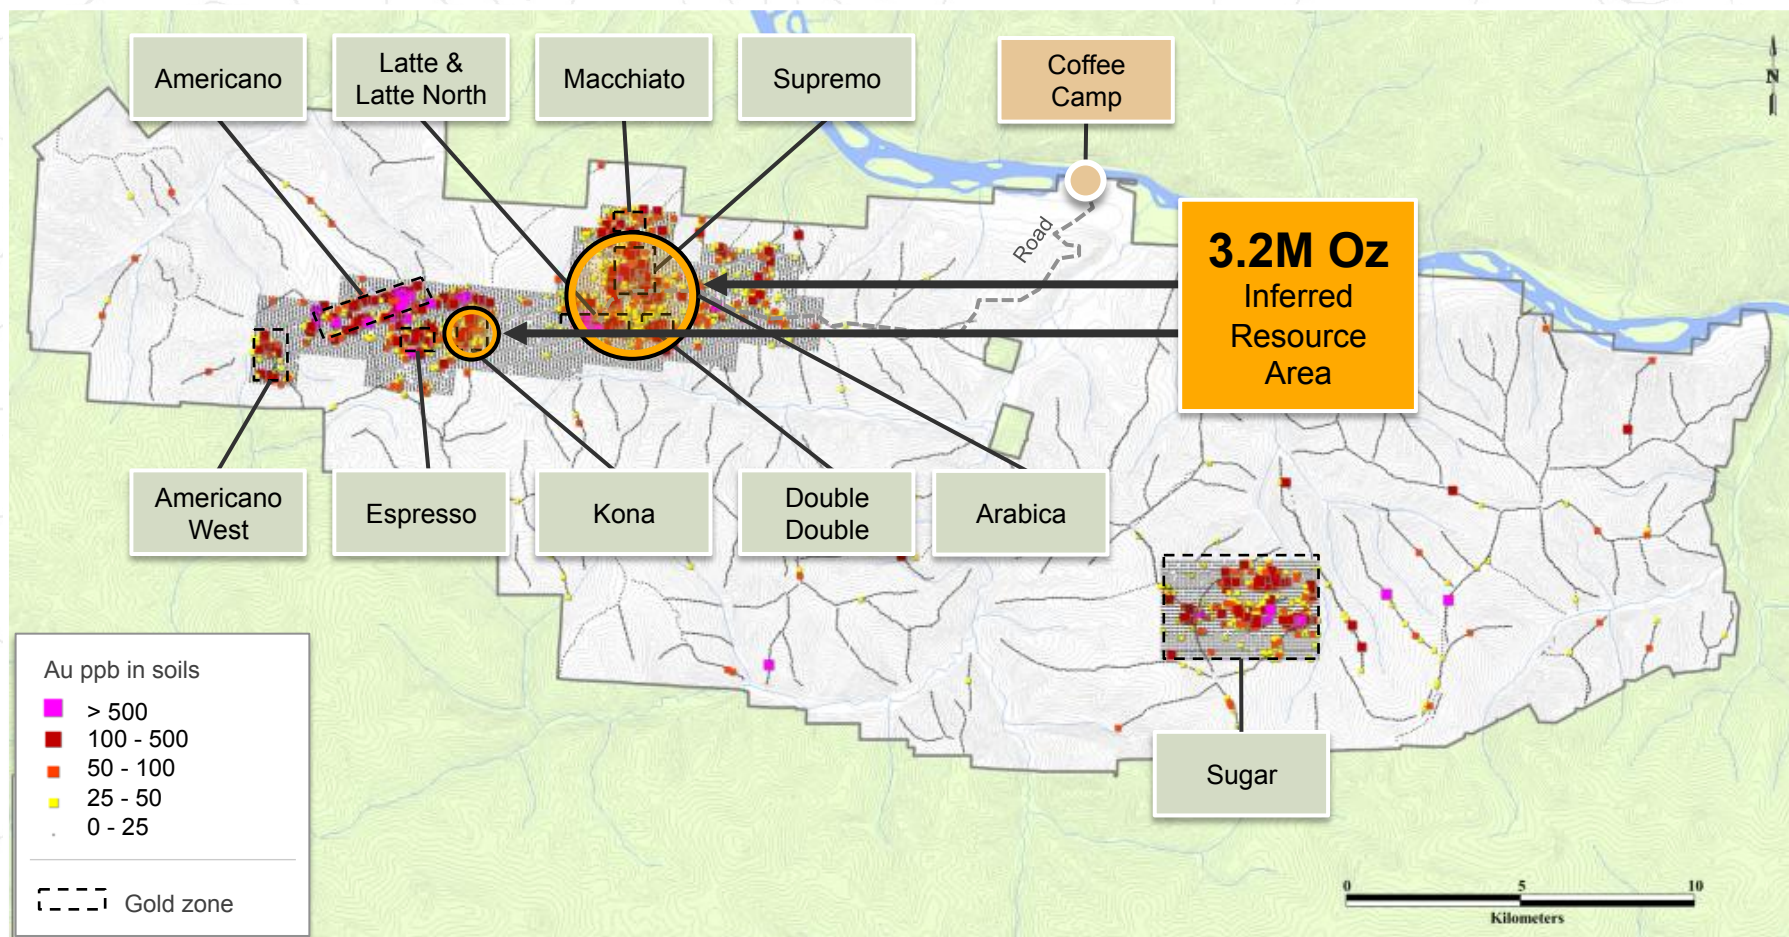 Americano
Latte &
Latte North
Macchiato
Supremo
Coffee
Camp
N
Road
3.2M Oz
Inferred
Resource
Area
Americano
West
Espresso
Kona
Double
Double
Arabica
Sugar
Au ppb in soils
> 500
100 - 500
50 - 100
25 - 50
0 - 25
Gold zone
0 5 10
Kilometers